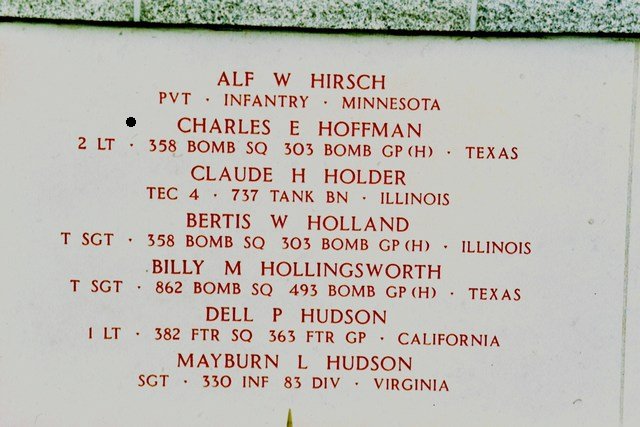 ALF W HIRSCH
PVT · INFANTRY · MINNESOTA
CHARLES E HOFFMAN
2 LT · 358 BOMB SQ 303 BOMB GP (H) · TEXAS
CLAUDE H HOLDER
TEC 4 · 737 TANK BN · ILLINOIS
BERTIS W HOLLAND
T SGT · 358 BOMB SQ 303 BOMB GP (H) · ILLINOIS
BILLY M HOLLINGSWORTH
T SGT · 862 BOMB SQ 493 BOMB GP (H) · TEXAS
DELL P HUDSON
1 LT · 382 FTR SQ 363 FTR GP · CALIFORNIA
MAYBURN L HUDSON
SGT · 330 INF 83 DIV · VIRGINIA